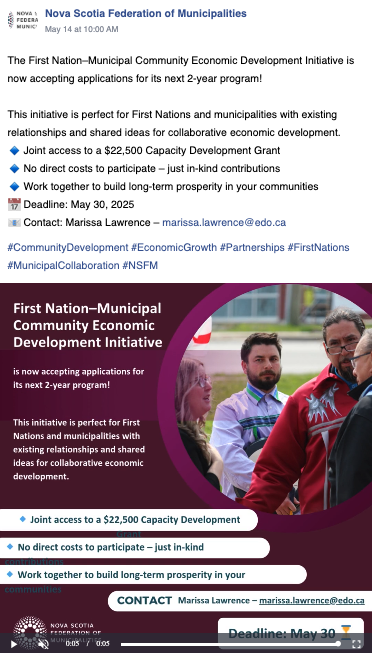 NOVA S
FEDERA
MUNIC
Nova Scotia Federation of Municipalities
May 14 at 10:00 AM
The First Nation–Municipal Community Economic Development Initiative is
now accepting applications for its next 2-year program!
This initiative is perfect for First Nations and municipalities with existing
relationships and shared ideas for collaborative economic development.
🔷 Joint access to a $22,500 Capacity Development Grant
🔷 No direct costs to participate – just in-kind contributions
🔷 Work together to build long-term prosperity in your communities
📅 Deadline: May 30, 2025
📧 Contact: Marissa Lawrence – marissa.lawrence@edo.ca
#CommunityDevelopment #EconomicGrowth #Partnerships #FirstNations
#MunicipalCollaboration #NSFM
First Nation–Municipal
Community Economic
Development Initiative
is now accepting applications for
its next 2-year program!
This initiative is perfect for First
Nations and municipalities with
existing relationships and shared
ideas for collaborative economic
development.
🔹 Joint access to a $22,500 Capacity Development
Grant
🔹 No direct costs to participate – just in-kind
contributions
🔹 Work together to build long-term prosperity in your
communities
CONTACT Marissa Lawrence – marissa.lawrence@edo.ca
NOVA SCOTIA
FEDERATION OF
MUNICIPALITIES
Deadline: May 30 ⏳
0:05 / 0:05